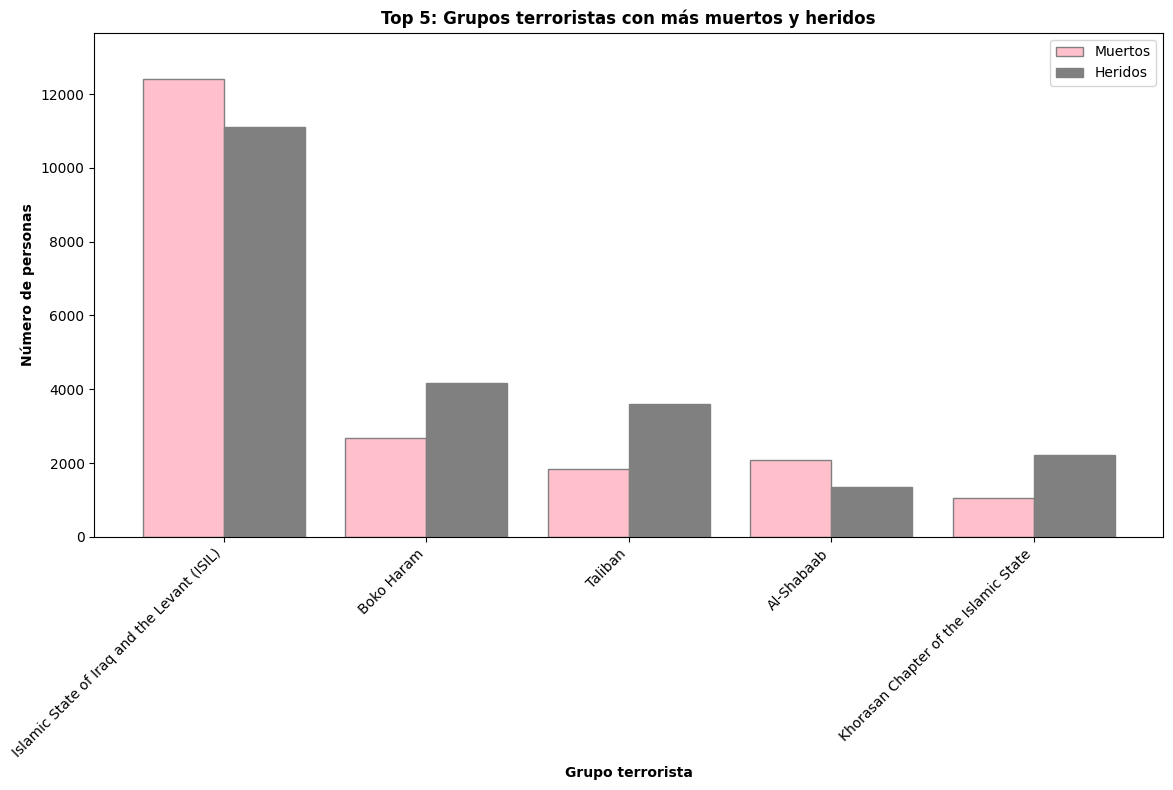 Top 5: Grupos terroristas con más muertos y heridos
Muertos
Heridos
Número de personas
12000
10000
8000
6000
4000
2000
0
Islamic State of Iraq and the Levant (ISIL)
Boko Haram
Taliban
Al-Shabaab
Khorasan Chapter of the Islamic State
Grupo terrorista